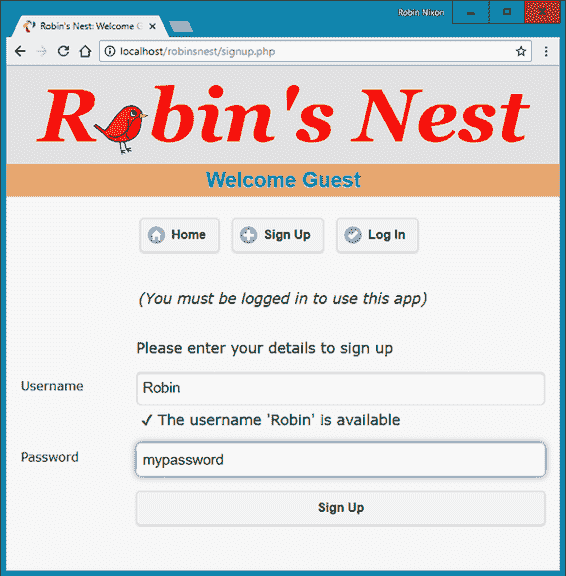 Robin Nixon
Robin's Nest: Welcome G
localhost/robinsnest/signup.php
Robin's Nest
Welcome Guest
Home Sign Up Log In
(You must be logged in to use this app)
Please enter your details to sign up
Username Robin
✓ The username 'Robin' is available
Password mypassword
Sign Up